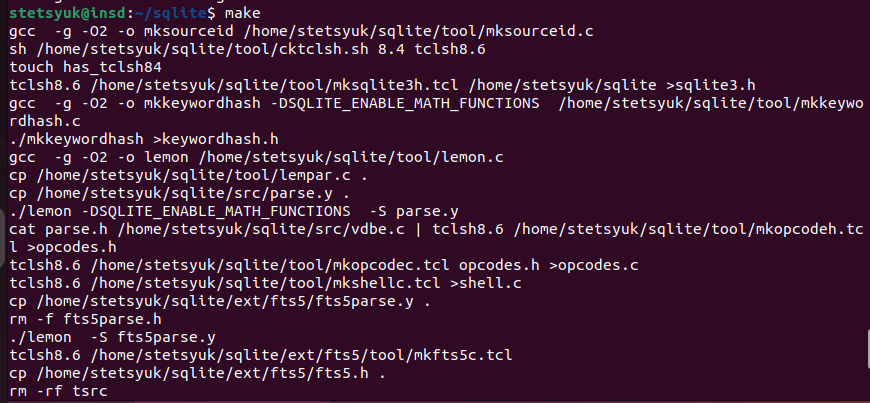 stetsyuk@insd:~/sqlite$ make
gcc  -g -O2 -o mksourceid /home/stetsyuk/sqlite/tool/mksourceid.c
sh /home/stetsyuk/sqlite/tool/cktclsh.sh 8.4 tclsh8.6
touch has_tclsh84
tclsh8.6 /home/stetsyuk/sqlite/tool/mksqlite3h.tcl /home/stetsyuk/sqlite >sqlite3.h
gcc  -g -O2 -o mkkeywordhash -DSQLITE_ENABLE_MATH_FUNCTIONS  /home/stetsyuk/sqlite/tool/mkkeywo
rdhash.c
./mkkeywordhash >keywordhash.h
gcc  -g -O2 -o lemon /home/stetsyuk/sqlite/tool/lemon.c
cp /home/stetsyuk/sqlite/tool/lempar.c .
cp /home/stetsyuk/sqlite/src/parse.y .
./lemon -DSQLITE_ENABLE_MATH_FUNCTIONS  -S parse.y
cat parse.h /home/stetsyuk/sqlite/src/vdbe.c | tclsh8.6 /home/stetsyuk/sqlite/tool/mkopcodeh.tc
l >opcodes.h
tclsh8.6 /home/stetsyuk/sqlite/tool/mkopcodec.tcl opcodes.h >opcodes.c
tclsh8.6 /home/stetsyuk/sqlite/tool/mkshellc.tcl >shell.c
cp /home/stetsyuk/sqlite/ext/fts5/fts5parse.y .
rm -f fts5parse.h
./lemon  -S fts5parse.y
tclsh8.6 /home/stetsyuk/sqlite/ext/fts5/tool/mkfts5c.tcl
cp /home/stetsyuk/sqlite/ext/fts5/fts5.h .
rm -rf tsrc